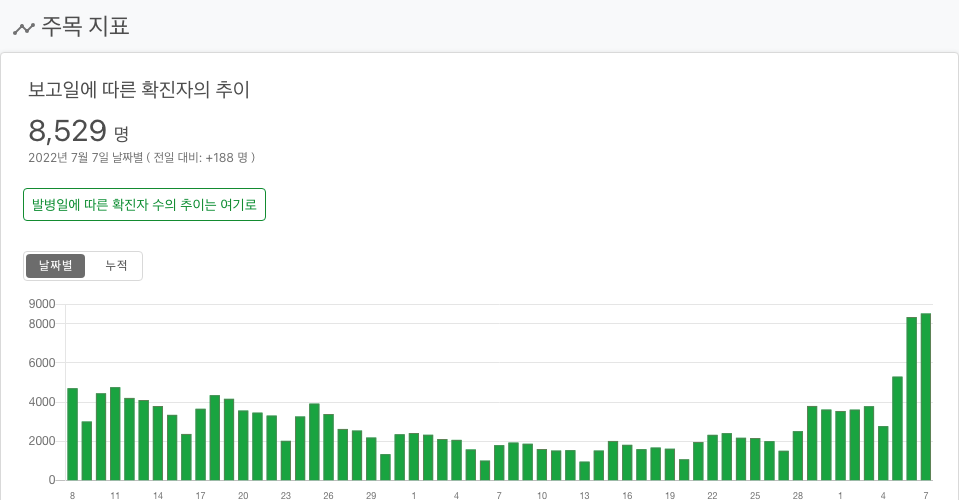 주목 지표
보고일에 따른 확진자의 추이
8,529 명
2022년 7월 7일 날짜별 ( 전일 대비: +188 명 )
발병일에 따른 확진자 수의 추이는 여기로
날짜별 누적
9000
8000
6000
4000
2000
0
8 11 14 17 20 23 26 29 1 4 7 10 13 16 19 22 25 28 1 4 7